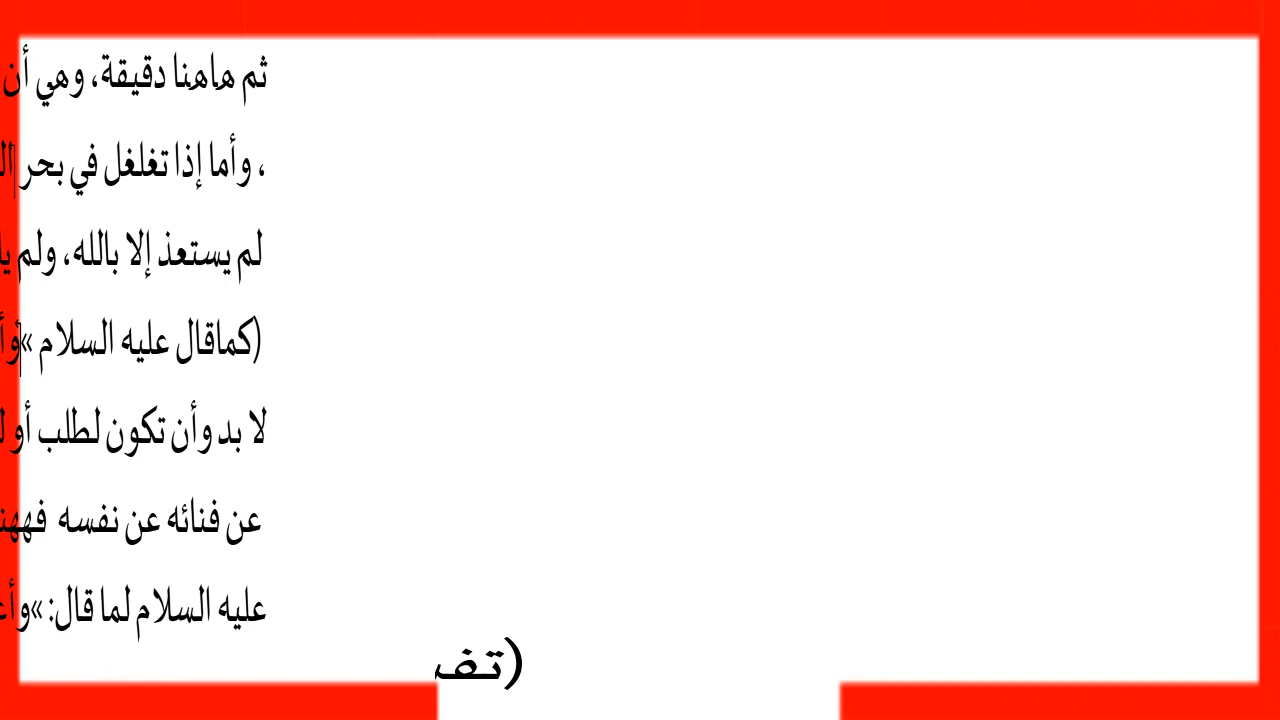 ثم هاهنا دقيقة، وهي أن
، وأما إذا تغلغل في بحر
لم يستعذ إلا بالله، ولم
(كماقال عليه السلام »
لا بد وأن تكون لطلب أو
عن فنائه عن نفسه
عليه السلام لما قال: »